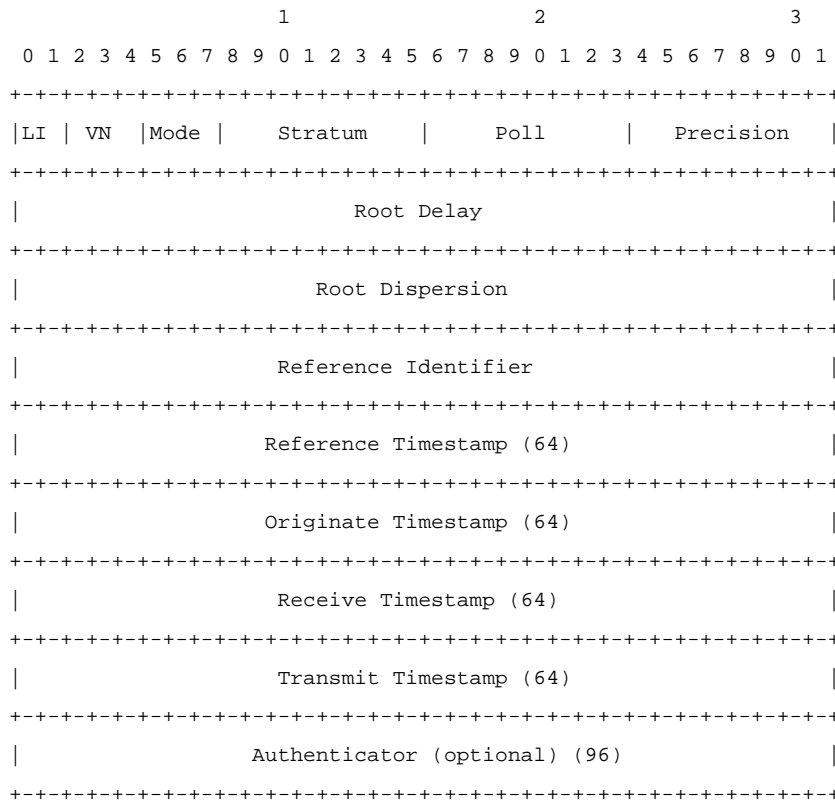 1                   2                   3
 0 1 2 3 4 5 6 7 8 9 0 1 2 3 4 5 6 7 8 9 0 1 2 3 4 5 6 7 8 9 0 1
+-+-+-+-+-+-+-+-+-+-+-+-+-+-+-+-+-+-+-+-+-+-+-+-+-+-+-+-+-+-+-+-+
|LI | VN  |Mode |    Stratum    |     Poll      |   Precision   |
+-+-+-+-+-+-+-+-+-+-+-+-+-+-+-+-+-+-+-+-+-+-+-+-+-+-+-+-+-+-+-+-+
|                          Root Delay                           |
+-+-+-+-+-+-+-+-+-+-+-+-+-+-+-+-+-+-+-+-+-+-+-+-+-+-+-+-+-+-+-+-+
|                       Root Dispersion                         |
+-+-+-+-+-+-+-+-+-+-+-+-+-+-+-+-+-+-+-+-+-+-+-+-+-+-+-+-+-+-+-+-+
|                    Reference Identifier                       |
+-+-+-+-+-+-+-+-+-+-+-+-+-+-+-+-+-+-+-+-+-+-+-+-+-+-+-+-+-+-+-+-+
|                   Reference Timestamp (64)                    |
+-+-+-+-+-+-+-+-+-+-+-+-+-+-+-+-+-+-+-+-+-+-+-+-+-+-+-+-+-+-+-+-+
|                   Originate Timestamp (64)                    |
+-+-+-+-+-+-+-+-+-+-+-+-+-+-+-+-+-+-+-+-+-+-+-+-+-+-+-+-+-+-+-+-+
|                    Receive Timestamp (64)                     |
+-+-+-+-+-+-+-+-+-+-+-+-+-+-+-+-+-+-+-+-+-+-+-+-+-+-+-+-+-+-+-+-+
|                    Transmit Timestamp (64)                    |
+-+-+-+-+-+-+-+-+-+-+-+-+-+-+-+-+-+-+-+-+-+-+-+-+-+-+-+-+-+-+-+-+
|                  Authenticator (optional) (96)                |
+-+-+-+-+-+-+-+-+-+-+-+-+-+-+-+-+-+-+-+-+-+-+-+-+-+-+-+-+-+-+-+-+